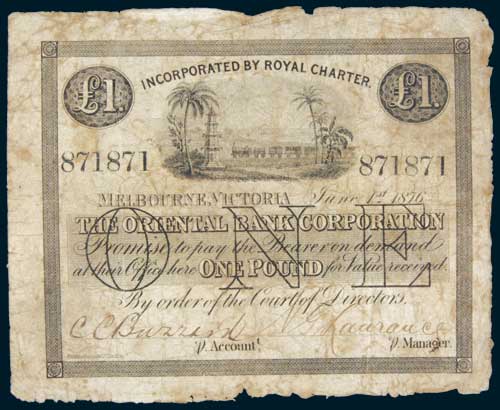 INCORPORATED BY ROYAL CHARTER.
£1. £1.
871871 871871
MELBOURNE, VICTORIA June 1st 1876
THE ORIENTAL BANK CORPORATION
Promises to pay the Bearer on demand
at their Office here ONE POUND for Value received.
ONE
By order of the Court of Directors.
C C Buzzard
p. Account. p. Manager.